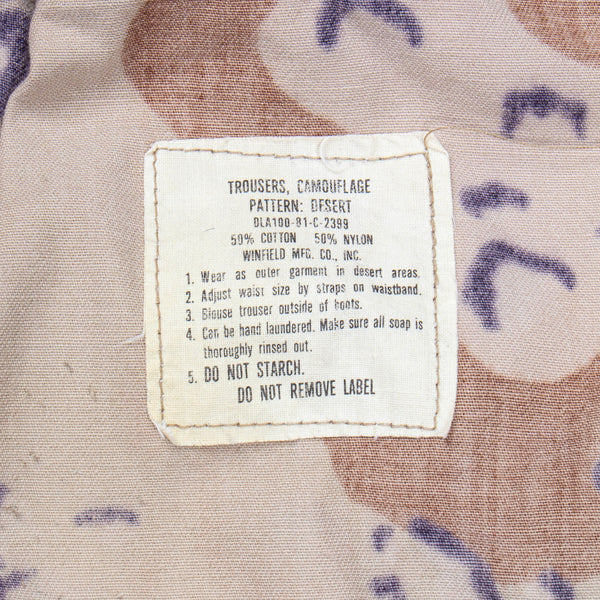 TROUSERS, CAMOUFLAGE
PATTERN: DESERT
DLA100-81-C-2399
50% COTTON 50% NYLON
WINFIELD MFG. CO., INC.
1. Wear as outer garment in desert areas.
2. Adjust waist size by straps on waistband.
3. Blouse trouser outside of boots.
4. Can be hand laundered. Make sure all soap is
thoroughly rinsed out.
5. DO NOT STARCH.
DO NOT REMOVE LABEL